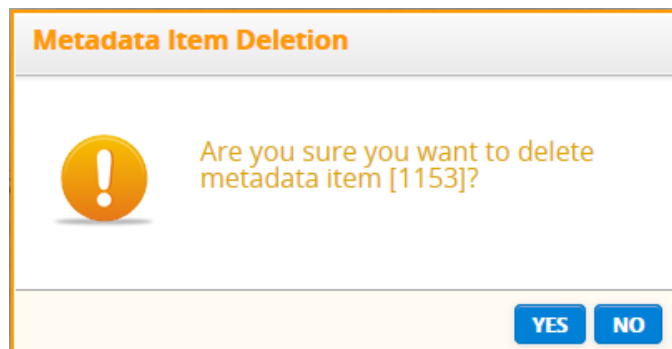 Metadata Item Deletion
Are you sure you want to delete
metadata item [1153]?
YES NO